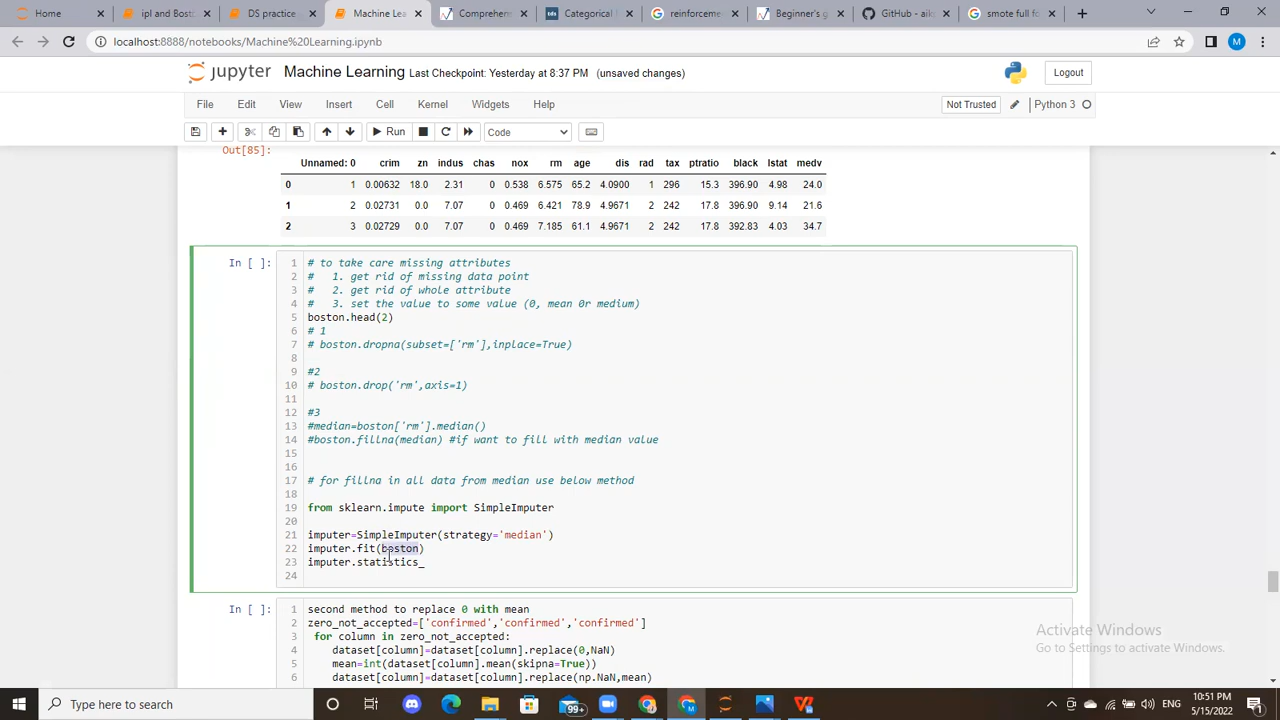 Home
ipl and Bosto
DS practice
Machine Lea
Comprehens
Categorical
reinforceme
Beginner's g
GitHub - aiks
smote full fo
localhost:8888/notebooks/Machine%20Learning.ipynb
M
jupyter Machine Learning Last Checkpoint: Yesterday at 8:37 PM (unsaved changes) Logout
File Edit View Insert Cell Kernel Widgets Help Not Trusted Python 3
Run Code
Out[85]:
Unnamed: 0 crim zn indus chas nox rm age dis rad tax ptratio black lstat medv
0 1 0.00632 18.0 2.31 0 0.538 6.575 65.2 4.0900 1 296 15.3 396.90 4.98 24.0
1 2 0.02731 0.0 7.07 0 0.469 6.421 78.9 4.9671 2 242 17.8 396.90 9.14 21.6
2 3 0.02729 0.0 7.07 0 0.469 7.185 61.1 4.9671 2 242 17.8 392.83 4.03 34.7
In [ ]:
1 # to take care missing attributes
2 #   1. get rid of missing data point
3 #   2. get rid of whole attribute
4 #   3. set the value to some value (0, mean 0r medium)
5 boston.head(2)
6 # 1
7 # boston.dropna(subset=['rm'],inplace=True)
8
9 #2
10 # boston.drop('rm',axis=1)
11
12 #3
13 #median=boston['rm'].median()
14 #boston.fillna(median) #if want to fill with median value
15
16
17 # for fillna in all data from median use below method
18
19 from sklearn.impute import SimpleImputer
20
21 imputer=SimpleImputer(strategy='median')
22 imputer.fit(boston)
23 imputer.statistics_
24
In [ ]:
1 second method to replace 0 with mean
2 zero_not_accepted=['confirmed','confirmed','confirmed']
3  for column in zero_not_accepted:
4     dataset[column]=dataset[column].replace(0,NaN)
5     mean=int(dataset[column].mean(skipna=True))
6     dataset[column]=dataset[column].replace(np.NaN,mean)
Activate Windows
Go to Settings to activate Windows.
Type here to search
99+
ENG
10:51 PM
5/15/2022
1